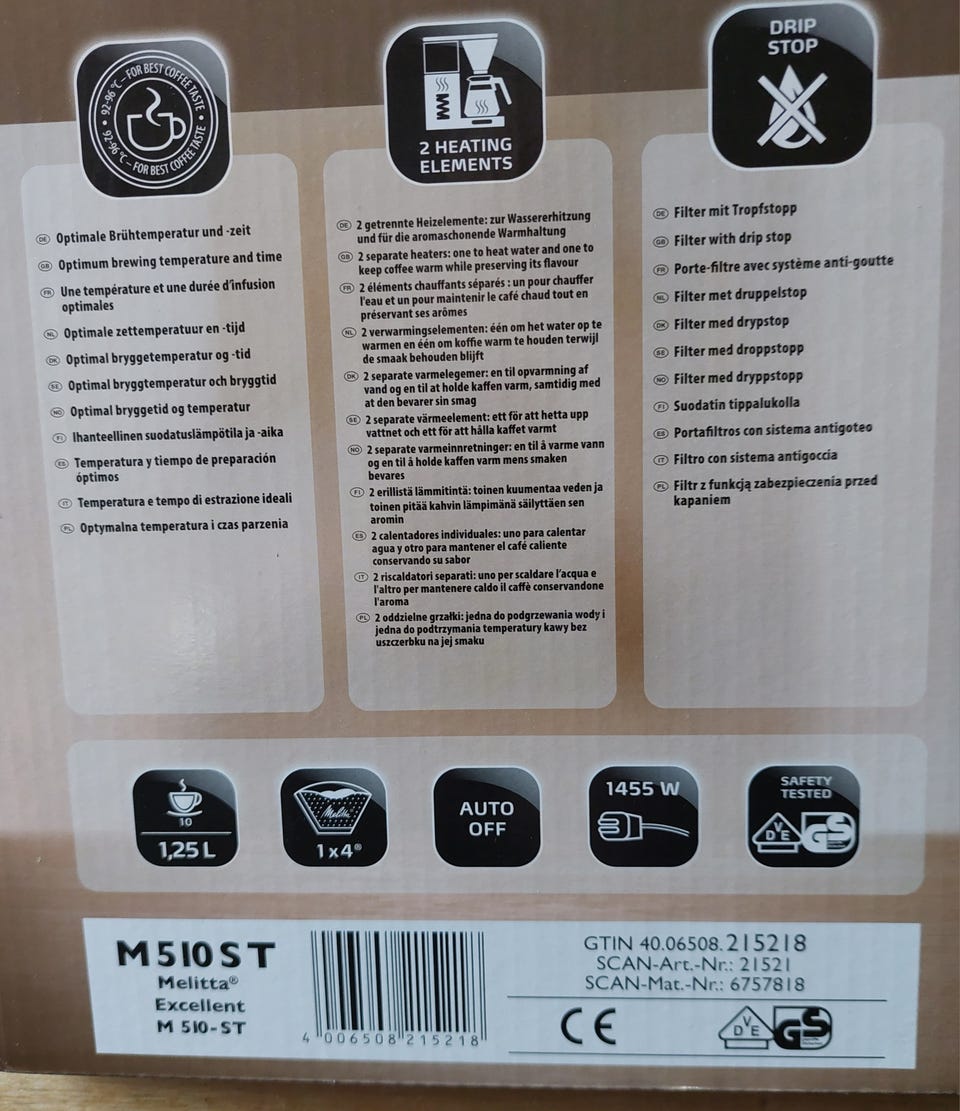 92-96 °C – FOR BEST COFFEE TASTE •
92-96 °C – FOR BEST COFFEE TASTE •
DE Optimale Brühtemperatur und -zeit
GB Optimum brewing temperature and time
FR Une température et une durée d'infusion
optimales
NL Optimale zettemperatuur en -tijd
DK Optimal bryggetemperatur og -tid
SE Optimal bryggtemperatur och bryggtid
NO Optimal bryggetid og temperatur
FI Ihanteellinen suodatuslämpötila ja -aika
ES Temperatura y tiempo de preparación
óptimos
IT Temperatura e tempo di estrazione ideali
PL Optymalna temperatura i czas parzenia
2 HEATING
ELEMENTS
DE 2 getrennte Heizelemente: zur Wassererhitzung
und für die aromaschonende Warmhaltung
GB 2 separate heaters: one to heat water and one to
keep coffee warm while preserving its flavour
FR 2 éléments chauffants séparés : un pour chauffer
l'eau et un pour maintenir le café chaud tout en
préservant ses arômes
NL 2 verwarmingselementen: één om het water op te
warmen en één om koffie warm te houden terwijl
de smaak behouden blijft
DK 2 separate varmelegemer: en til opvarmning af
vand og en til at holde kaffen varm, samtidig med
at den bevarer sin smag
SE 2 separate värmeelement: ett för att hetta upp
vattnet och ett för att hålla kaffet varmt
NO 2 separate varmeinnretninger: en til å varme vann
og en til å holde kaffen varm mens smaken
bevares
FI 2 erillistä lämmitintä: toinen kuumentaa veden ja
toinen pitää kahvin lämpimänä säilyttäen sen
aromin
ES 2 calentadores individuales: uno para calentar
agua y otro para mantener el café caliente
conservando su sabor
IT 2 riscaldatori separati: uno per scaldare l'acqua e
l'altro per mantenere caldo il caffè conservandone
l'aroma
PL 2 oddzielne grzałki: jedna do podgrzewania wody i
jedna do podtrzymania temperatury kawy bez
uszczerbku na jej smaku
DRIP
STOP
DE Filter mit Tropfstopp
GB Filter with drip stop
FR Porte-filtre avec système anti-goutte
NL Filter met druppelstop
DK Filter med drypstop
SE Filter med droppstopp
NO Filter med dryppstopp
FI Suodatin tippalukolla
ES Portafiltros con sistema antigoteo
IT Filtro con sistema antigoccia
PL Filtr z funkcją zabezpieczenia przed
kapaniem
10
1,25 L
Melitta
1x4®
AUTO
OFF
1455 W
SAFETY
TESTED
DVE GS
M 510 ST
Melitta®
Excellent
M 510-ST
4 006508 215218
GTIN 40.06508.215218
SCAN-Art.-Nr.: 21521
SCAN-Mat.-Nr.: 6757818
CE
DVE GS